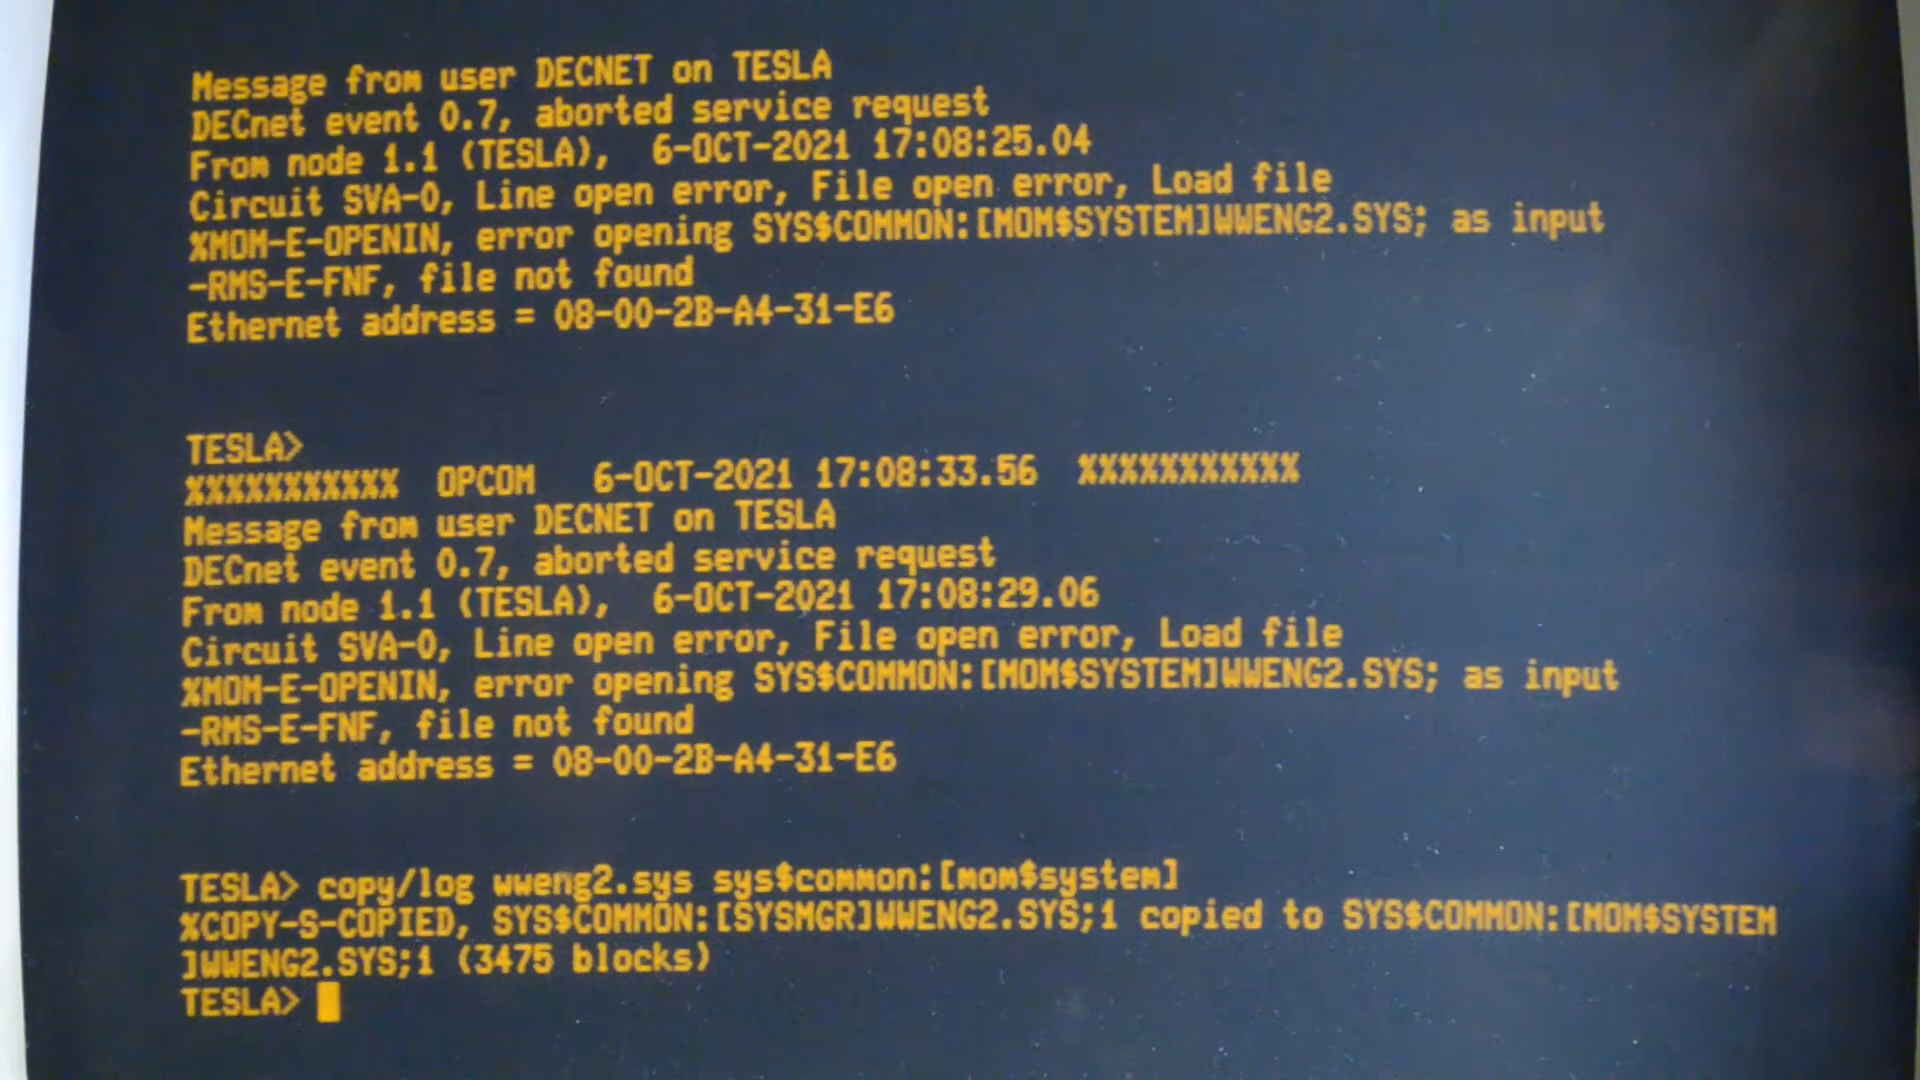 Message from user DECNET on TESLA
DECnet event 0.7, aborted service request
From node 1.1 (TESLA),  6-OCT-2021 17:08:25.04
Circuit SVA-0, Line open error, File open error, Load file
%MOM-E-OPENIN, error opening SYS$COMMON:[MOM$SYSTEM]WWENG2.SYS; as input
-RMS-E-FNF, file not found
Ethernet address = 08-00-2B-A4-31-E6
TESLA>
%%%%%%%%%%%  OPCOM   6-OCT-2021 17:08:33.56  %%%%%%%%%%%
Message from user DECNET on TESLA
DECnet event 0.7, aborted service request
From node 1.1 (TESLA),  6-OCT-2021 17:08:29.06
Circuit SVA-0, Line open error, File open error, Load file
%MOM-E-OPENIN, error opening SYS$COMMON:[MOM$SYSTEM]WWENG2.SYS; as input
-RMS-E-FNF, file not found
Ethernet address = 08-00-2B-A4-31-E6
TESLA> copy/log wweng2.sys sys$common:[mom$system]
%COPY-S-COPIED, SYS$COMMON:[SYSMGR]WWENG2.SYS;1 copied to SYS$COMMON:[MOM$SYSTEM
]WWENG2.SYS;1 (3475 blocks)
TESLA>